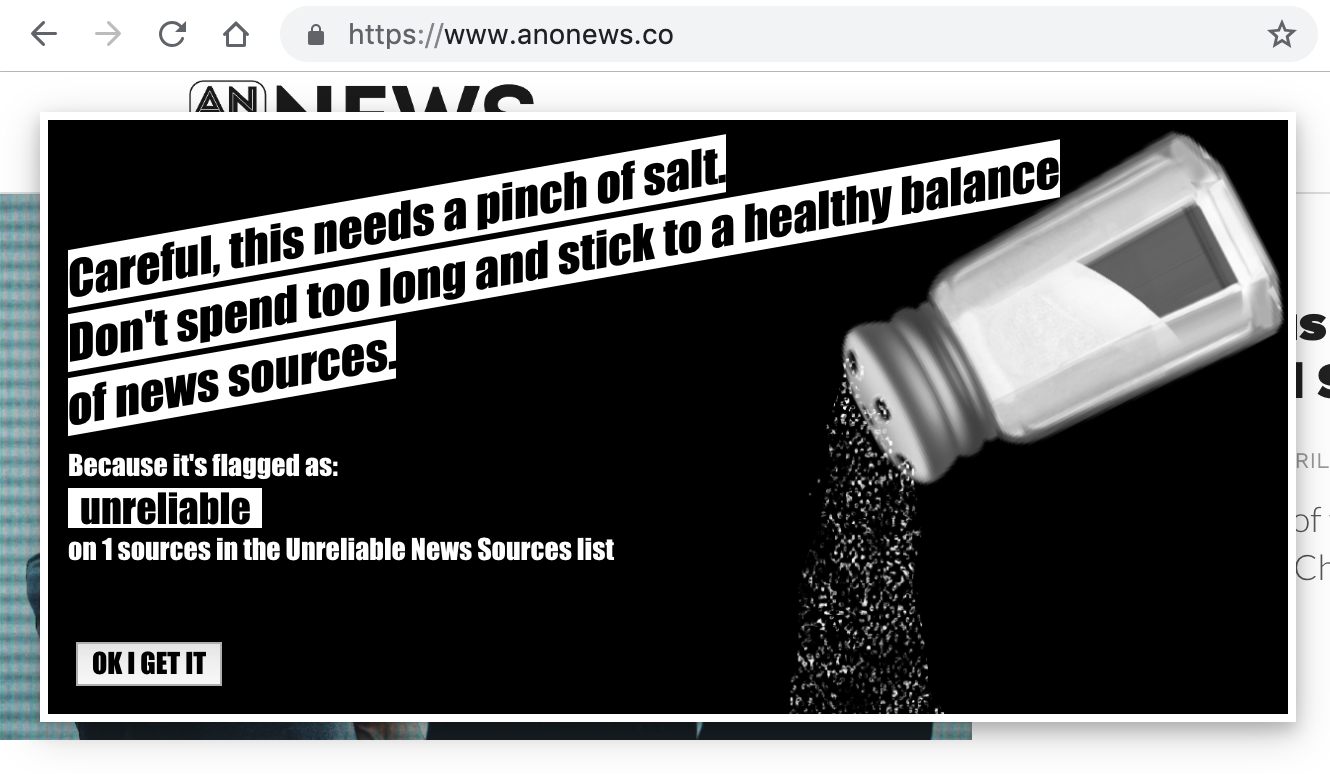 https://www.anonews.co
AN NEWS
Careful, this needs a pinch of salt.
Don't spend too long and stick to a healthy balance
of news sources.
Because it's flagged as:
unreliable
on 1 sources in the Unreliable News Sources list
OK I GET IT
of